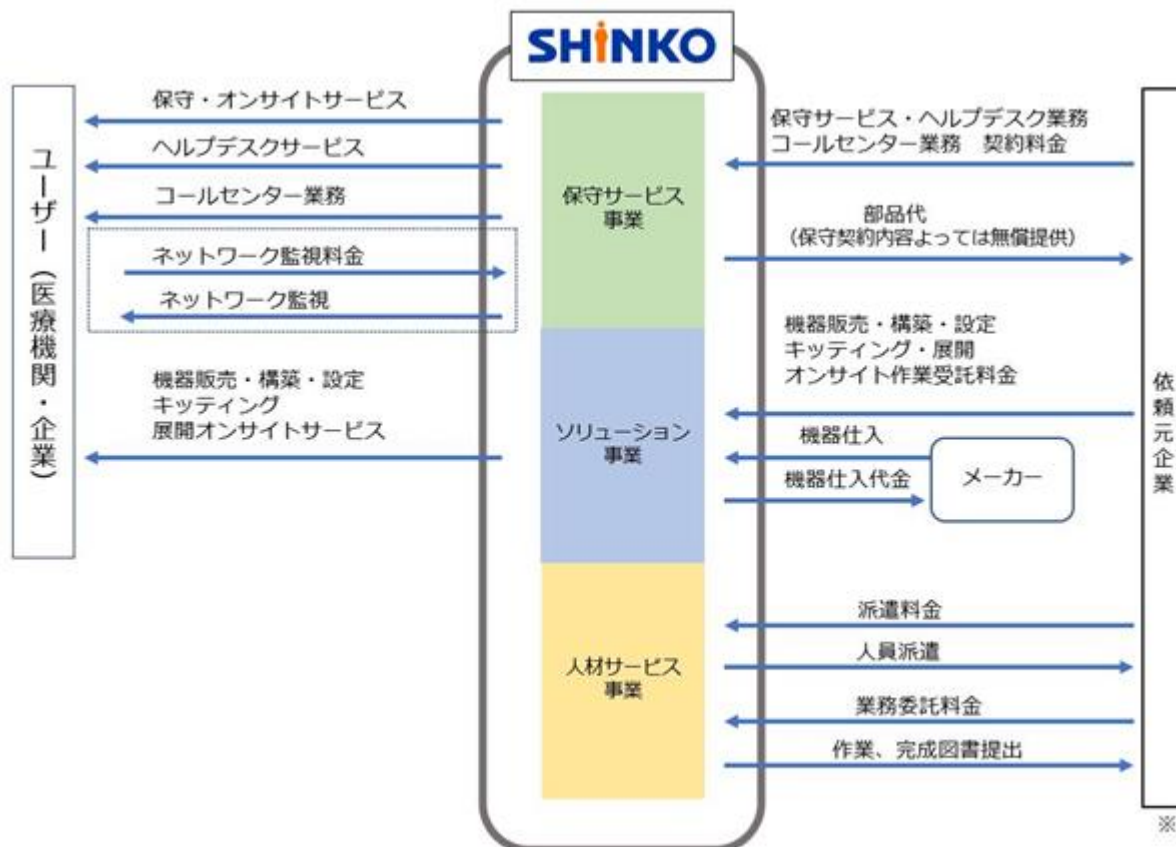 SHiNKO
ユーザー（医療機関・企業）
保守・オンサイトサービス
ヘルプデスクサービス
コールセンター業務
ネットワーク監視料金
ネットワーク監視
機器販売・構築・設定
キッティング
展開オンサイトサービス
保守サービス
事業
ソリューション
事業
人材サービス
事業
保守サービス・ヘルプデスク業務
コールセンター業務　契約料金
部品代
（保守契約内容よっては無償提供）
機器販売・構築・設定
キッティング・展開
オンサイト作業受託料金
機器仕入
機器仕入代金
メーカー
派遣料金
人員派遣
業務委託料金
作業、完成図書提出
依頼元企業
※